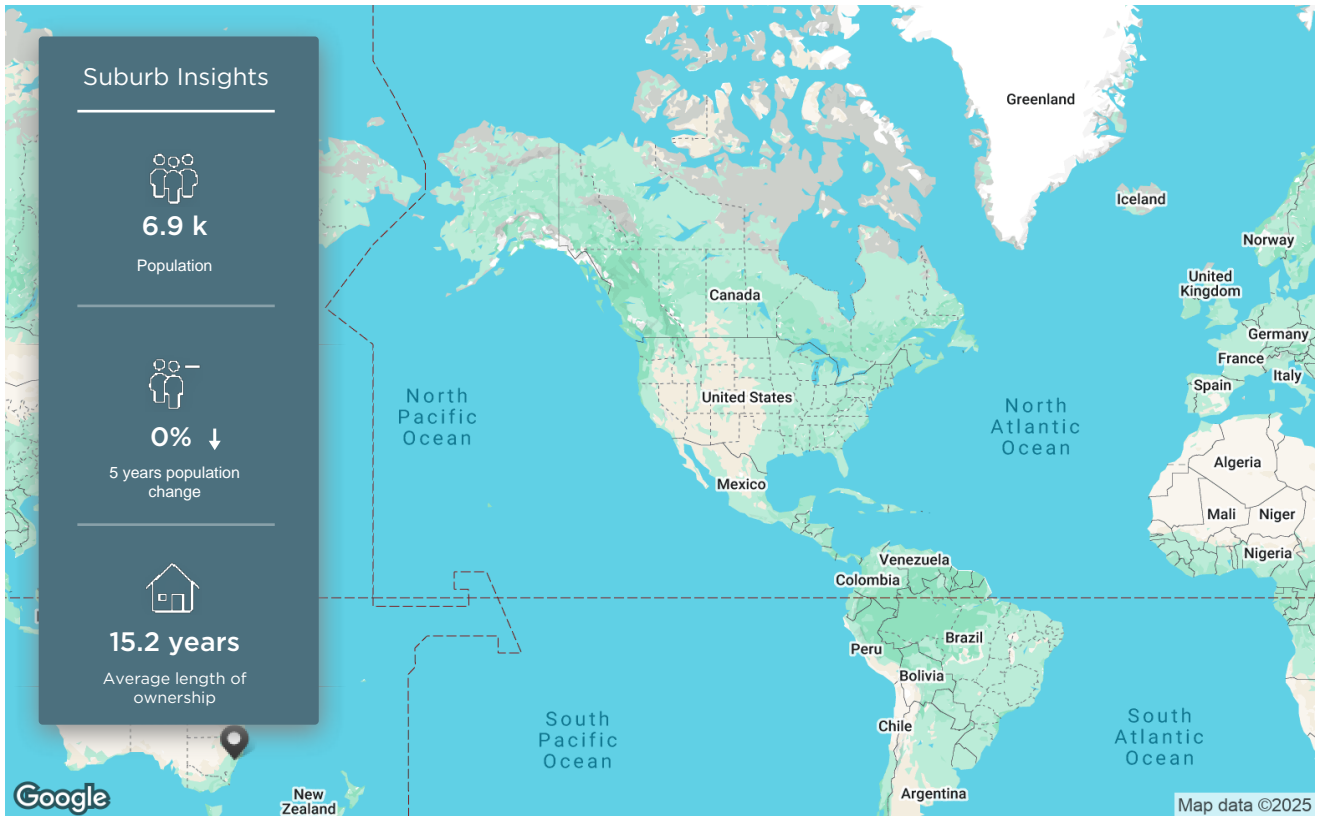 Suburb Insights
6.9 k
Population
0% ↓
5 years population
change
15.2 years
Average length of
ownership
Greenland
Iceland
Norway
United
Kingdom
Canada
Germany
France
Italy
Spain
United States
North
Pacific
Ocean
North
Atlantic
Ocean
Algeria
Mexico
Mali
Niger
Nigeria
Venezuela
Colombia
Brazil
Peru
Bolivia
Chile
South
Pacific
Ocean
South
Atlantic
Ocean
Argentina
New
Zealand
Google
Map data ©2025